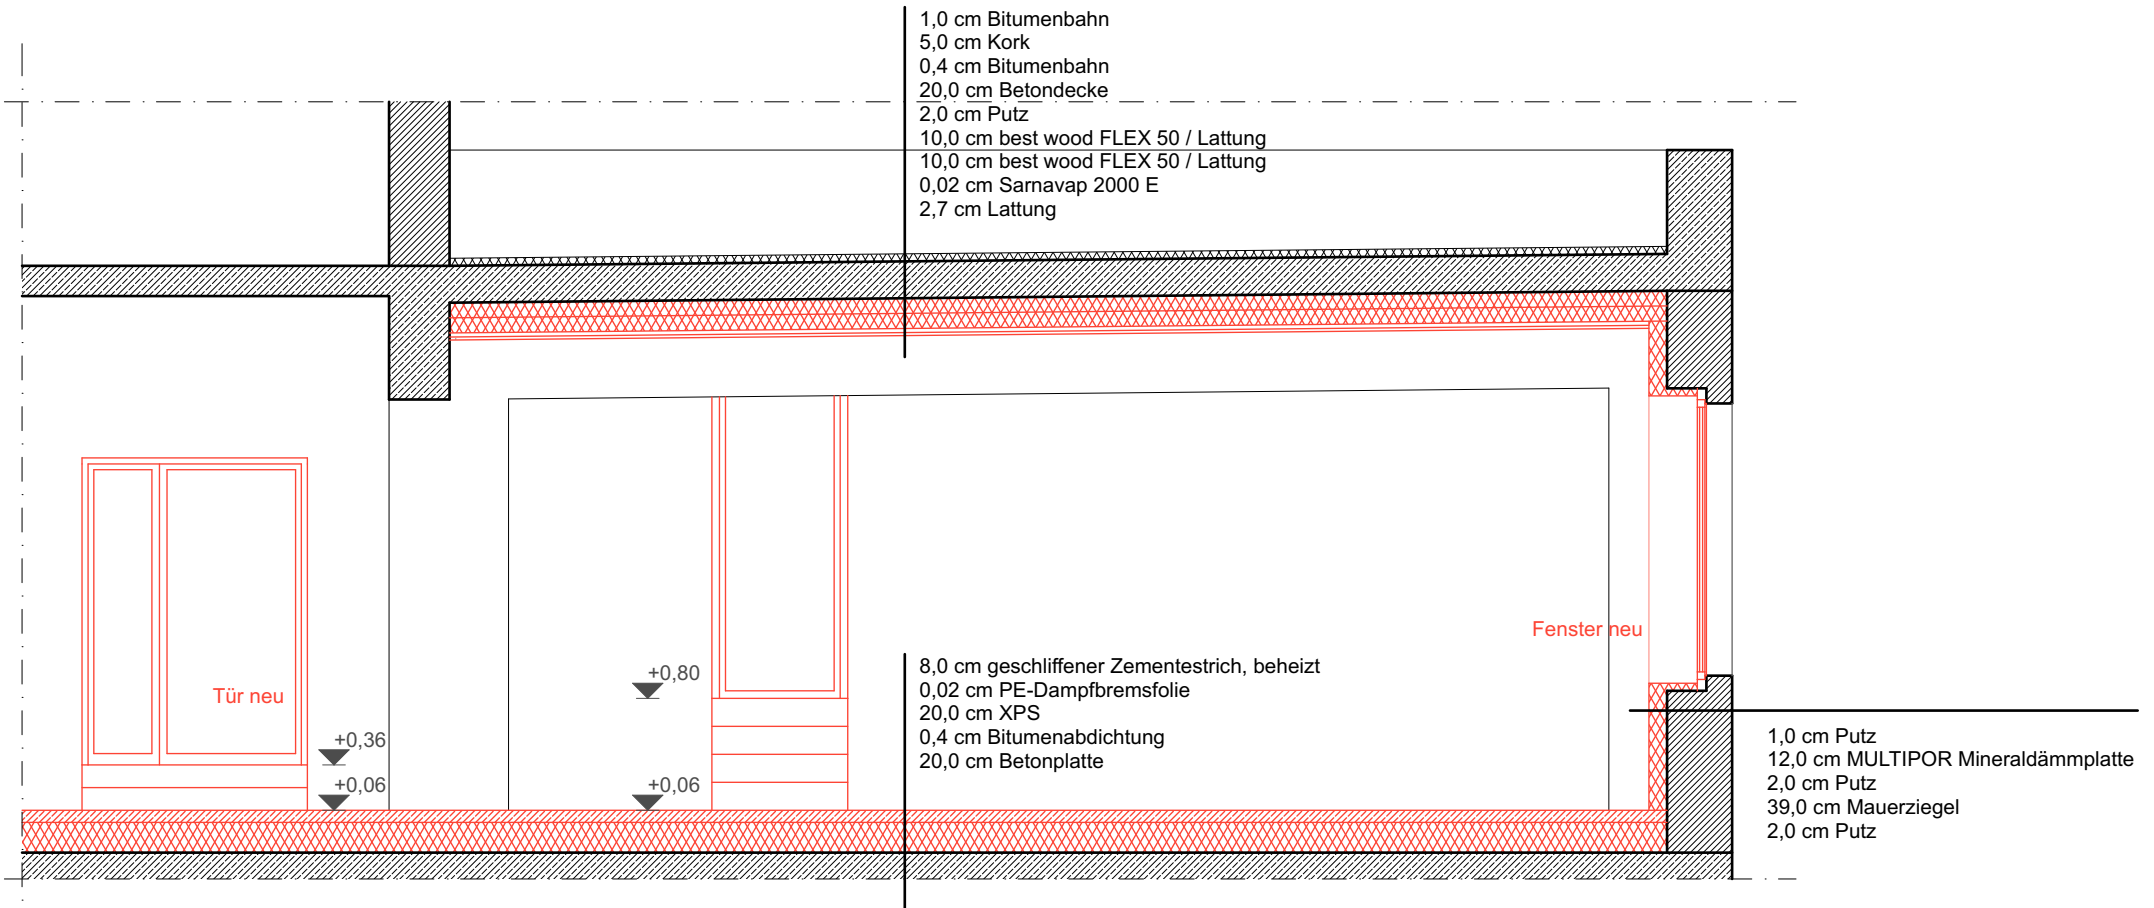 1,0 cm Bitumenbahn
5,0 cm Kork
0,4 cm Bitumenbahn
20,0 cm Betondecke
2,0 cm Putz
10,0 cm best wood FLEX 50 / Lattung
10,0 cm best wood FLEX 50 / Lattung
0,02 cm Sarnavap 2000 E
2,7 cm Lattung
Fenster neu
Tür neu
+0,80
+0,36
+0,06
+0,06
8,0 cm geschliffener Zementestrich, beheizt
0,02 cm PE-Dampfbremsfolie
20,0 cm XPS
0,4 cm Bitumenabdichtung
20,0 cm Betonplatte
1,0 cm Putz
12,0 cm MULTIPOR Mineraldämmplatte
2,0 cm Putz
39,0 cm Mauerziegel
2,0 cm Putz